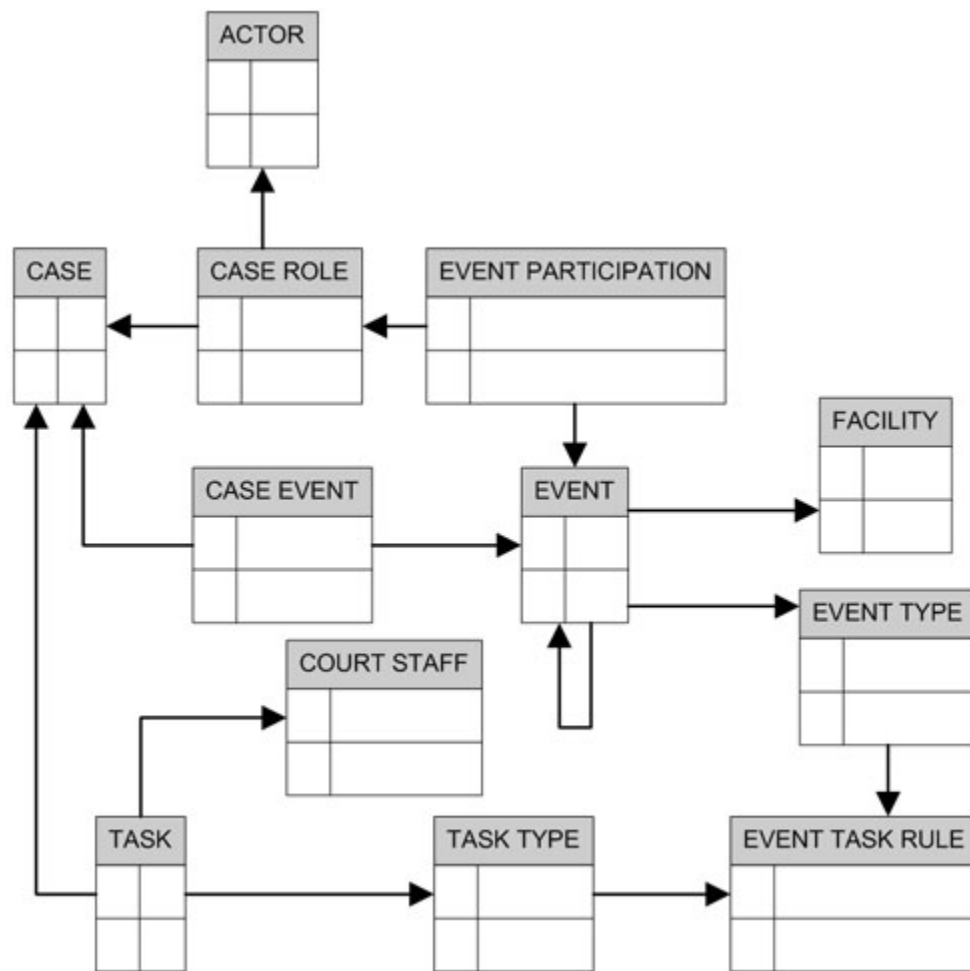 ACTOR
CASE
CASE ROLE
EVENT PARTICIPATION
FACILITY
CASE EVENT
EVENT
EVENT TYPE
COURT STAFF
TASK
TASK TYPE
EVENT TASK RULE